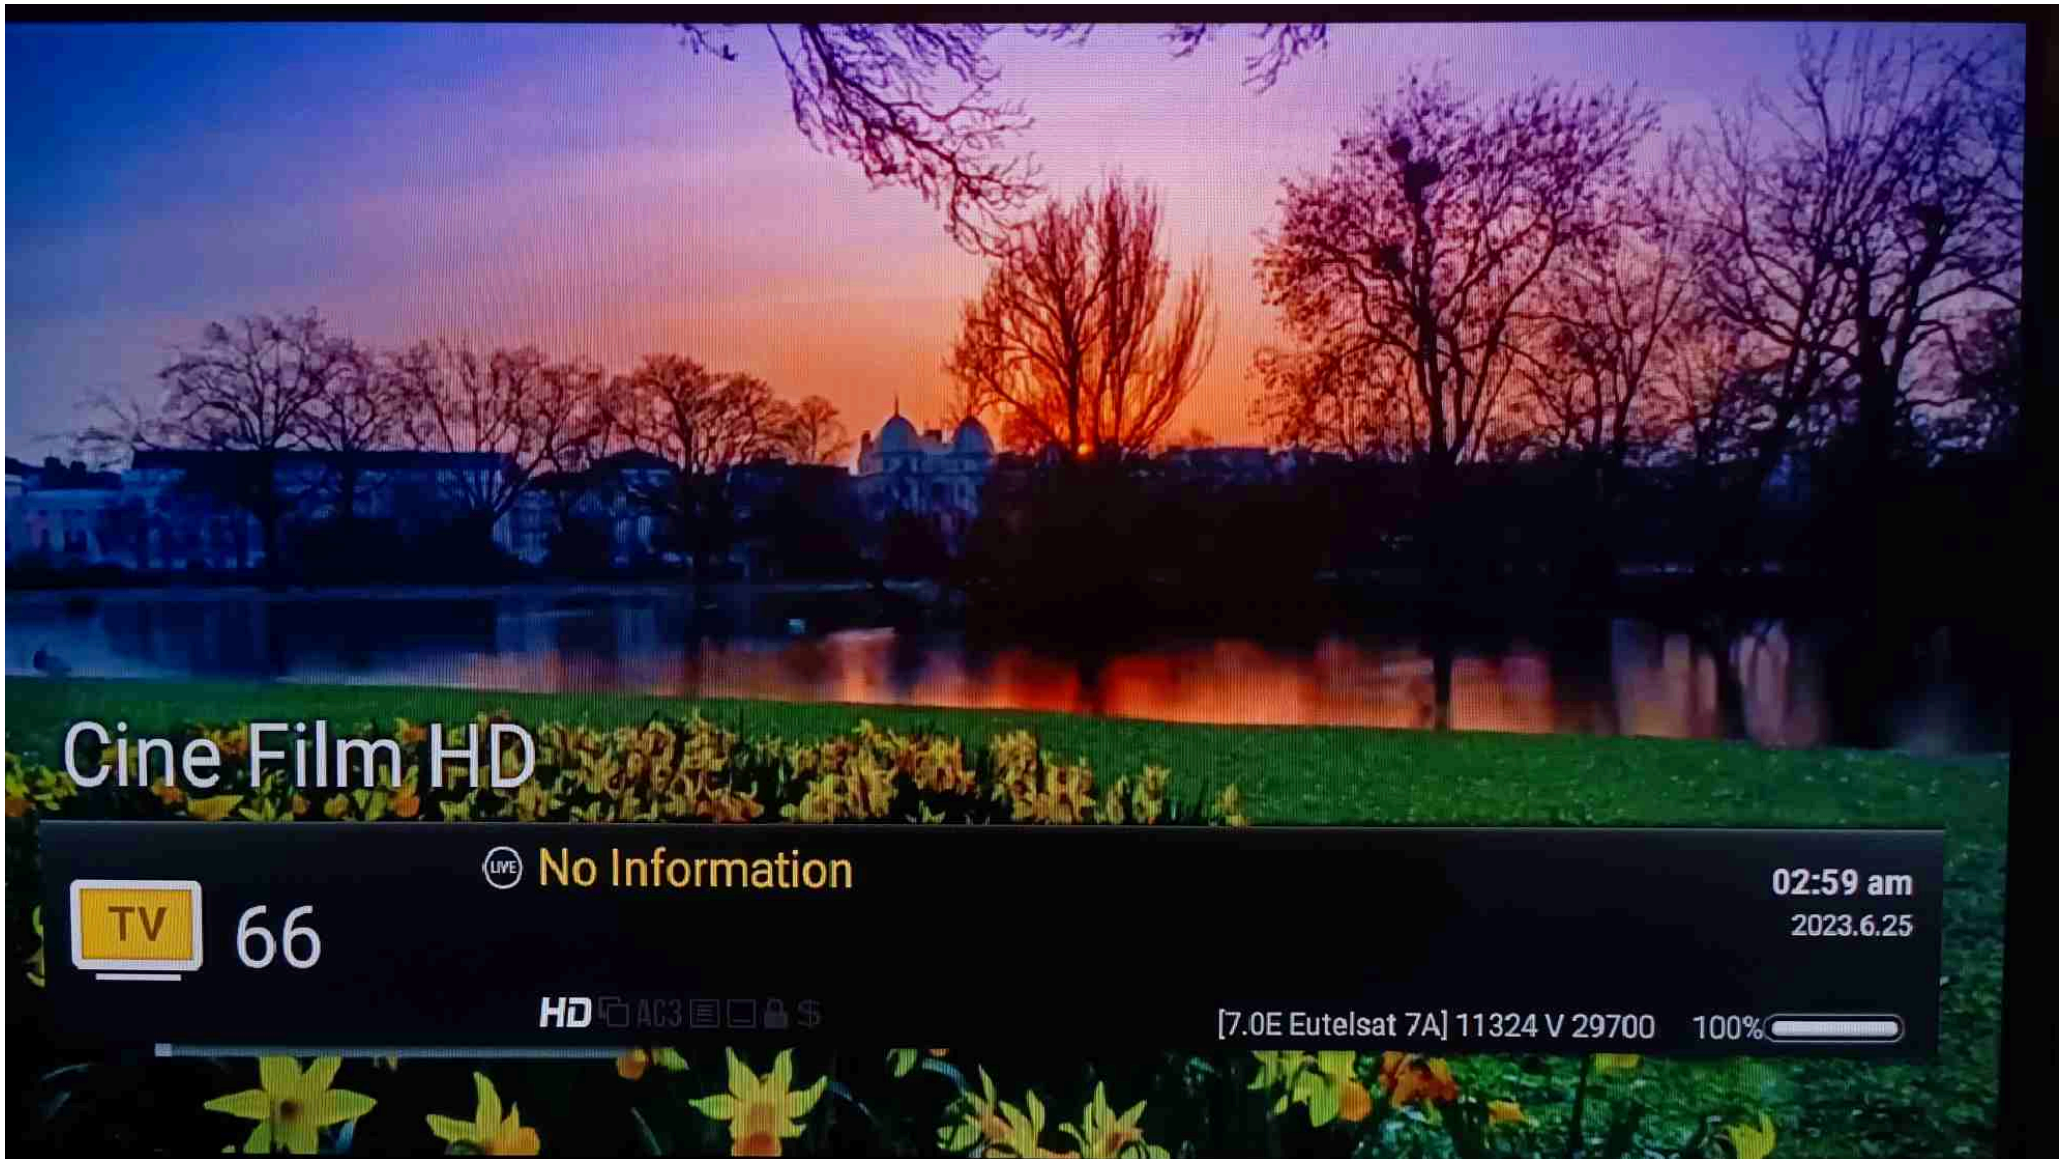 Cine Film HD
LIVE No Information
02:59 am
TV 66
2023.6.25
HD AC3 $
[7.0E Eutelsat 7A] 11324 V 29700 100%